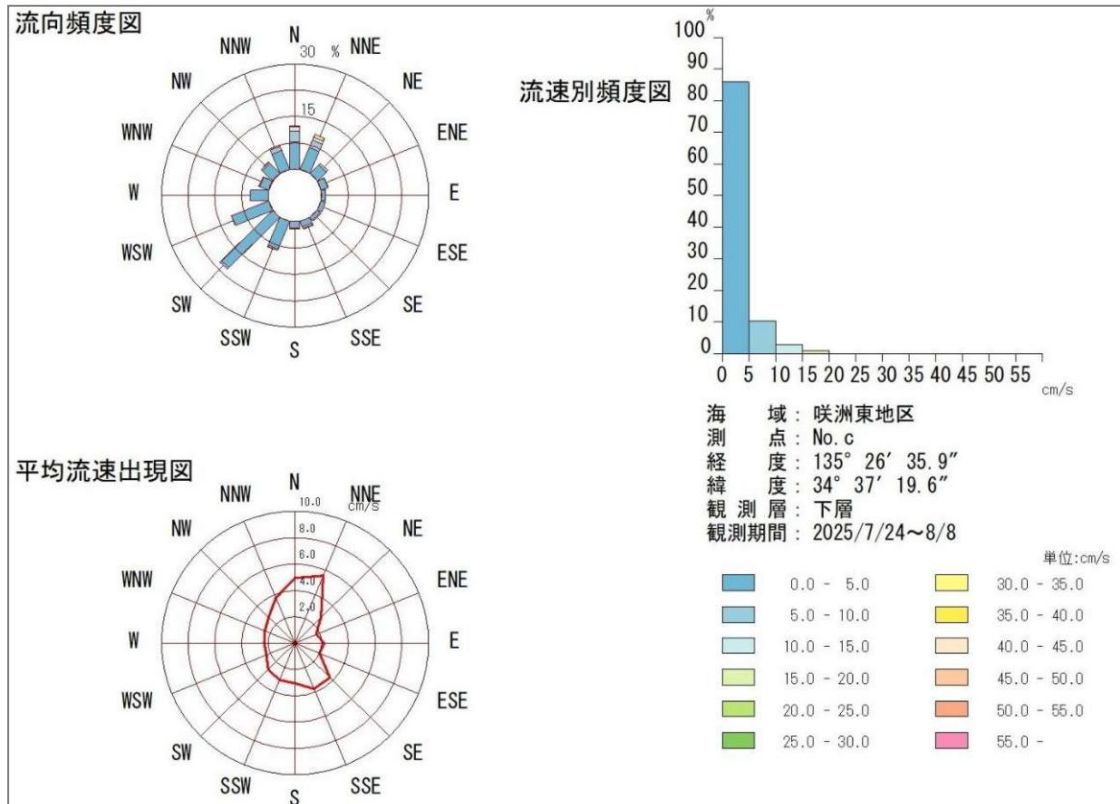 流向頻度図
N
NNE
NE
ENE
E
ESE
SE
SSE
S
SSW
SW
WSW
W
WNW
NW
NNW
30 %
15
流速別頻度図
%
100
90
80
70
60
50
40
30
20
10
0
0 5 10 15 20 25 30 35 40 45 50 55
cm/s
海 域 : 咲洲東地区
測 点 : No.c
経 度 : 135° 26′ 35.9″
緯 度 : 34° 37′ 19.6″
観 測 層 : 下層
観測期間 : 2025/7/24～8/8
平均流速出現図
N
NNE
NE
ENE
E
ESE
SE
SSE
S
SSW
SW
WSW
W
WNW
NW
NNW
10.0 cm/s
8.0
6.0
4.0
2.0
単位:cm/s
0.0 - 5.0
5.0 - 10.0
10.0 - 15.0
15.0 - 20.0
20.0 - 25.0
25.0 - 30.0
30.0 - 35.0
35.0 - 40.0
40.0 - 45.0
45.0 - 50.0
50.0 - 55.0
55.0 -